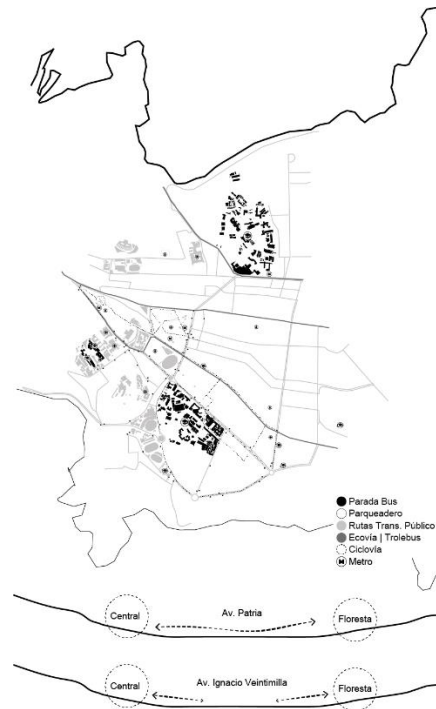 Parada Bus
Parqueadero
Rutas Trans. Público
Ecovía | Trolebus
Ciclovía
Metro
Central
Av. Patria
Floresta
Central
Av. Ignacio Veintimilla
Floresta